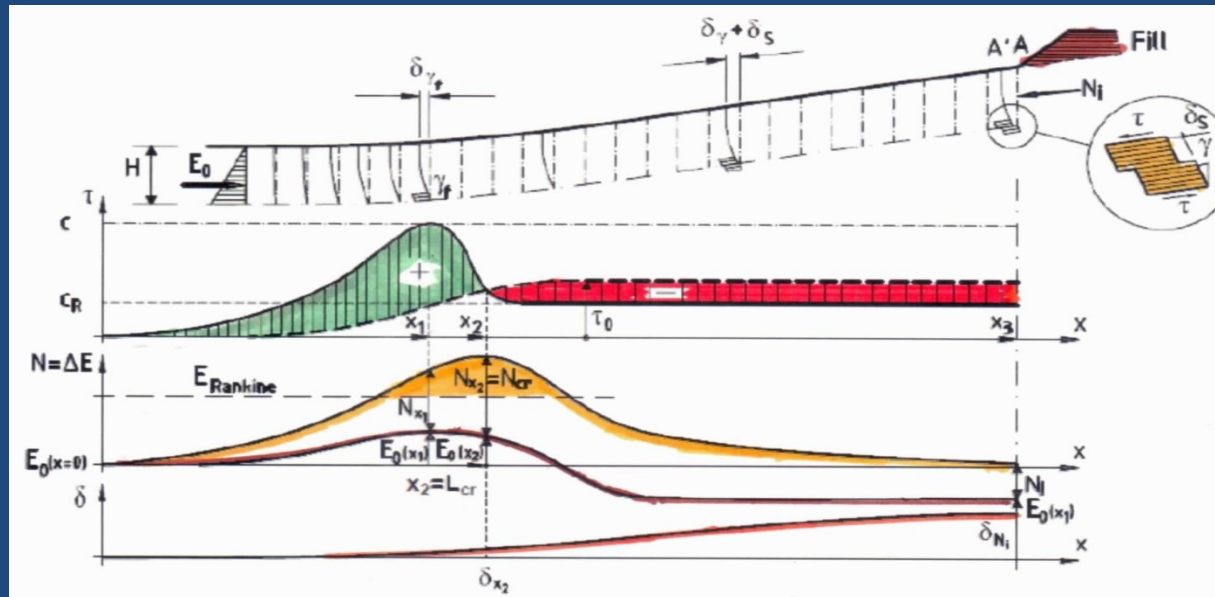 δγ + δS
A' A
Fill
δγf
Ni
H
E0
γf
τ
δS
γ
τ
τ
c
+
−
cR
x1
x2
τ0
x3
x
N = ΔE
ERankine
Nx2 = Ncr
Nx1
E0(x=0)
E0(x1)
E0(x2)
x
x2 = Lcr
Ni
E0(x1)
δ
δNi
x
δx2